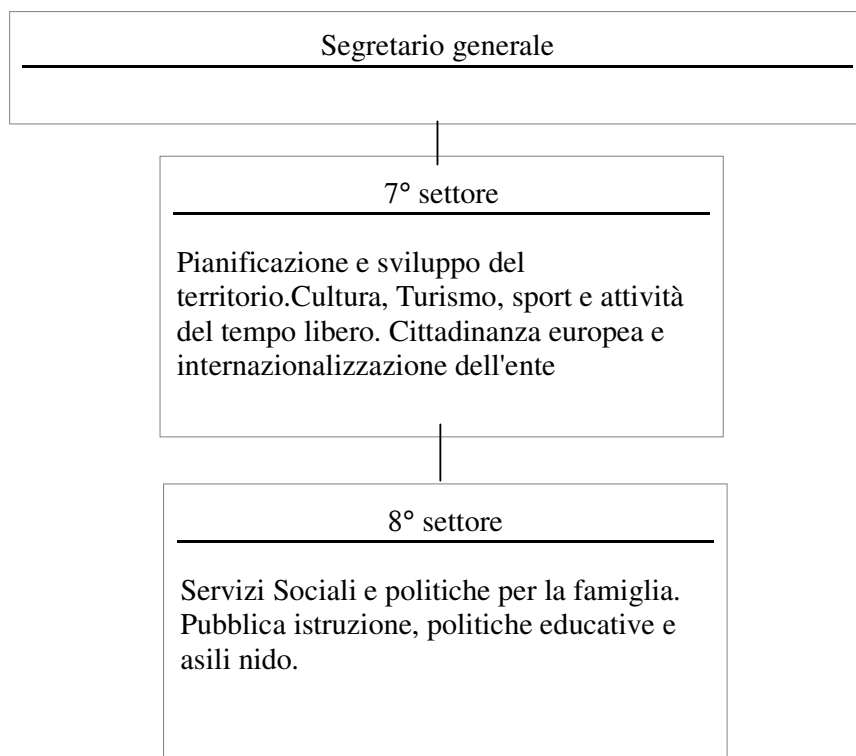 Segretario generale
7° settore
Pianificazione e sviluppo del
territorio.Cultura, Turismo, sport e attività
del tempo libero. Cittadinanza europea e
internazionalizzazione dell'ente
8° settore
Servizi Sociali e politiche per la famiglia.
Pubblica istruzione, politiche educative e
asili nido.